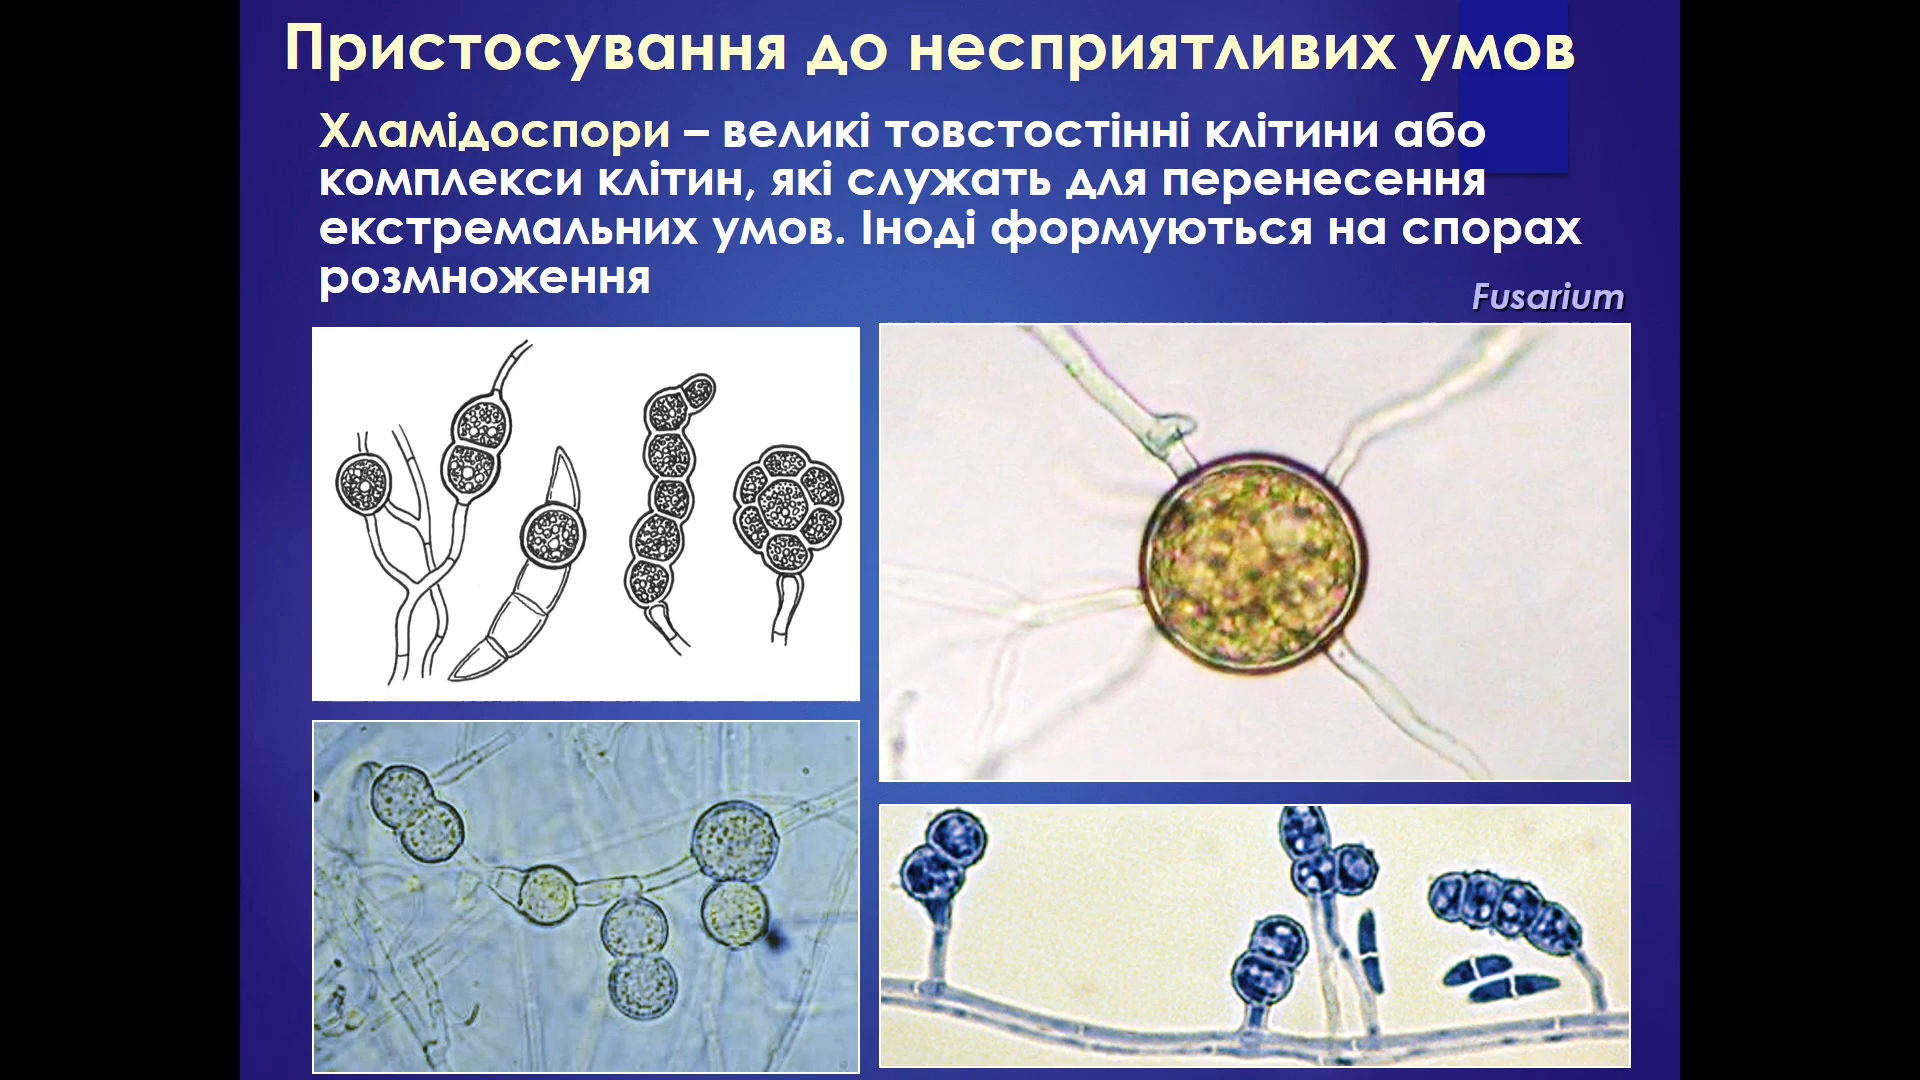 Пристосування до несприятливих умов
Хламідоспори – великі товстостінні клітини або
комплекси клітин, які служать для перенесення
екстремальних умов. Іноді формуються на спорах
розмноження
Fusarium